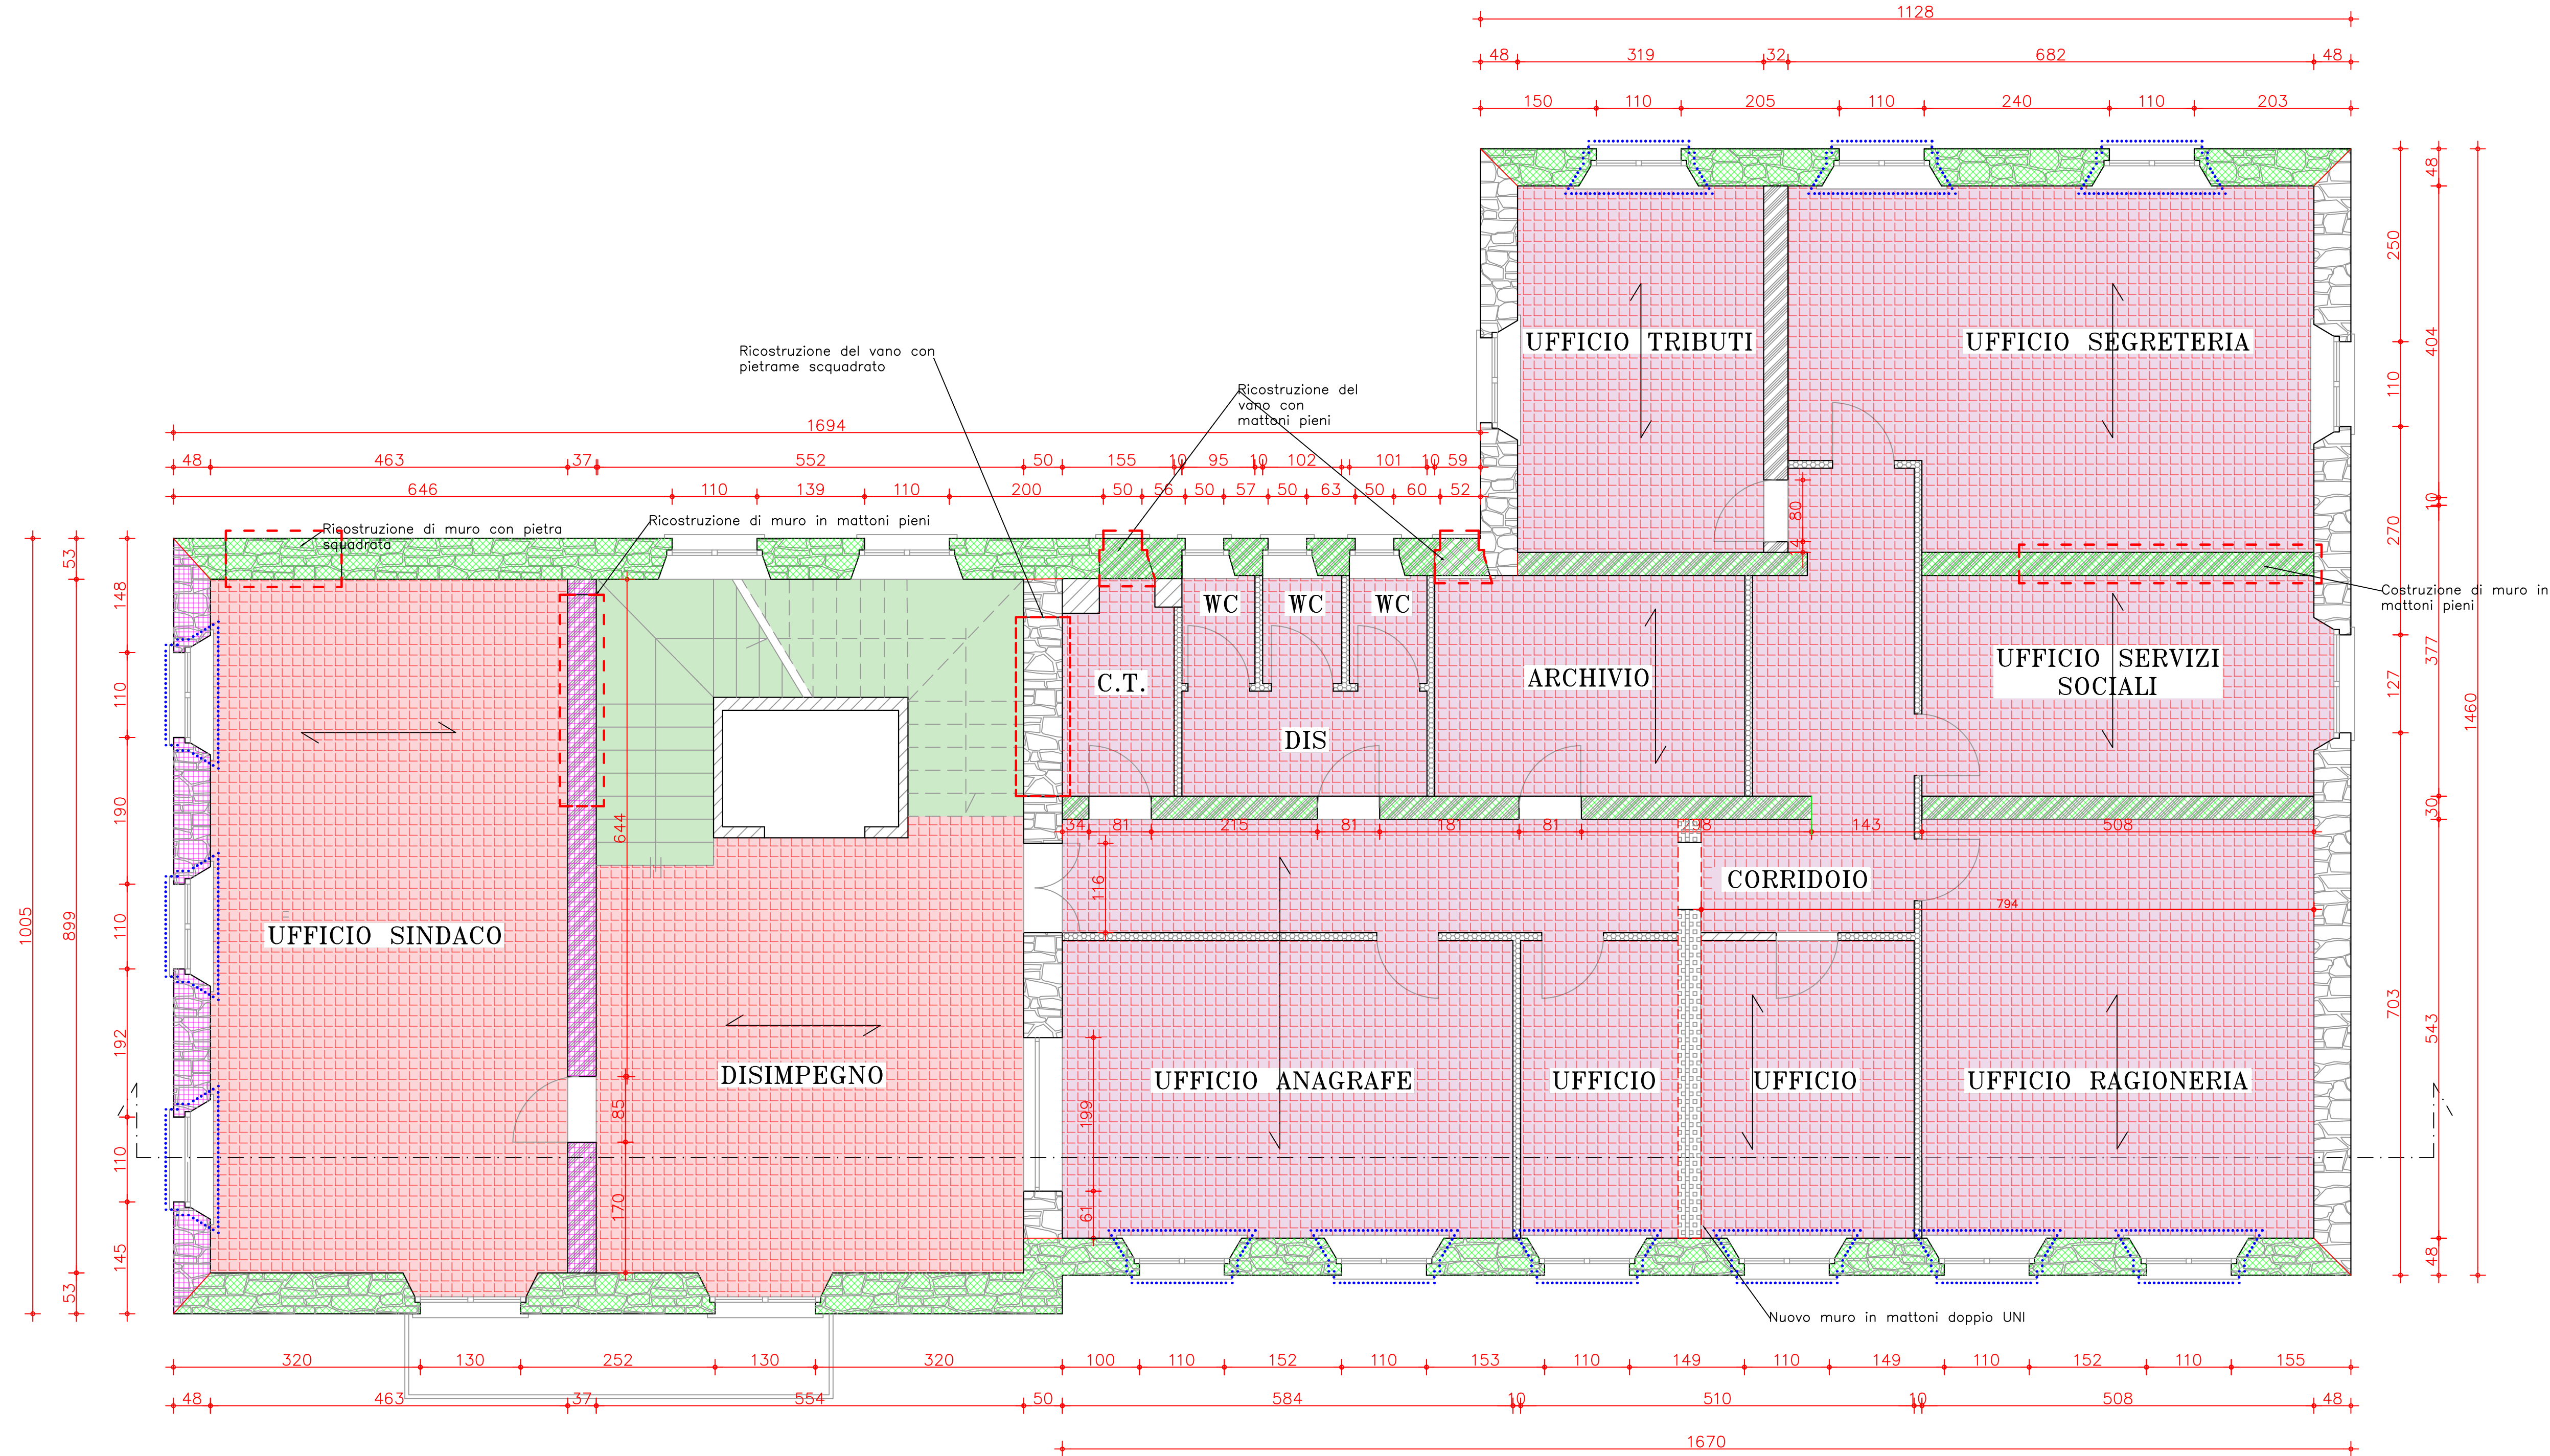 1128
48 319 32 682 48
150 110 205 110 240 110 203
48
250
404
110
10
270
377
127
1460
30
703
543
48
UFFICIO TRIBUTI
UFFICIO SEGRETERIA
80
14
Ricostruzione del vano con
pietrame scquadrato
Ricostruzione del
vano con
mattoni pieni
1694
48 463 37 552 50 155 10 95 10 102 101 10 59
646 110 139 110 200 50 56 50 57 50 63 50 60 52
Ricostruzione di muro con pietra
squadrata
Ricostruzione di muro in mattoni pieni
Costruzione di muro in
mattoni pieni
WC
WC
WC
C.T.
DIS
ARCHIVIO
UFFICIO SERVIZI
SOCIALI
53
148
110
190
1005
899
110
192
110
145
53
644
85
170
34 81 215 81 181 81 298 143 508
116
CORRIDOIO
794
UFFICIO SINDACO
DISIMPEGNO
UFFICIO ANAGRAFE
UFFICIO
UFFICIO
UFFICIO RAGIONERIA
199
61
Nuovo muro in mattoni doppio UNI
320 130 252 130 320 100 110 152 110 153 110 149 110 149 110 152 110 155
48 463 37 554 50 584 10 510 10 508 48
1670